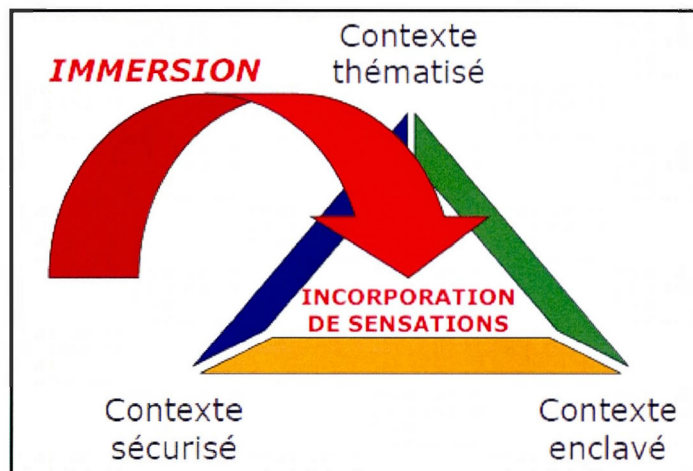 IMMERSION
Contexte
thématisé
INCORPORATION
DE SENSATIONS
Contexte
sécurisé
Contexte
enclavé